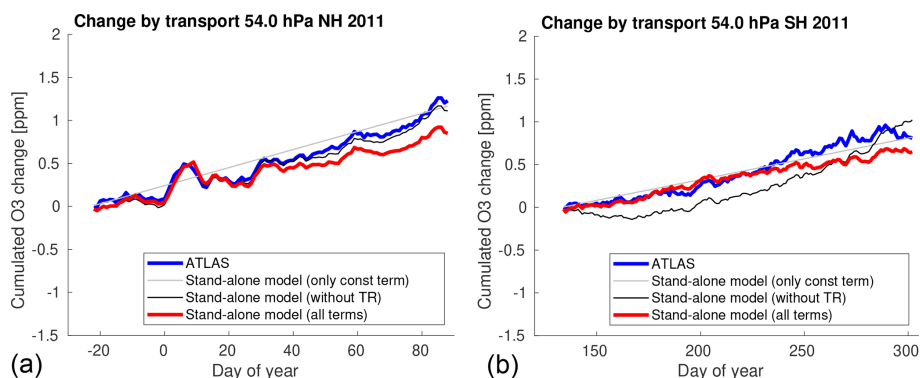 Change by transport 54.0 hPa NH 2011
2
1.5
1
0.5
0
-0.5
-1
-1.5
Cumulated O3 change [ppm]
ATLAS
Stand-alone model (only const term)
Stand-alone model (without TR)
Stand-alone model (all terms)
-20 0 20 40 60 80
Day of year
(a)
Change by transport 54.0 hPa SH 2011
2
1.5
1
0.5
0
-0.5
-1
-1.5
Cumulated O3 change [ppm]
ATLAS
Stand-alone model (only const term)
Stand-alone model (without TR)
Stand-alone model (all terms)
150 200 250 300
Day of year
(b)